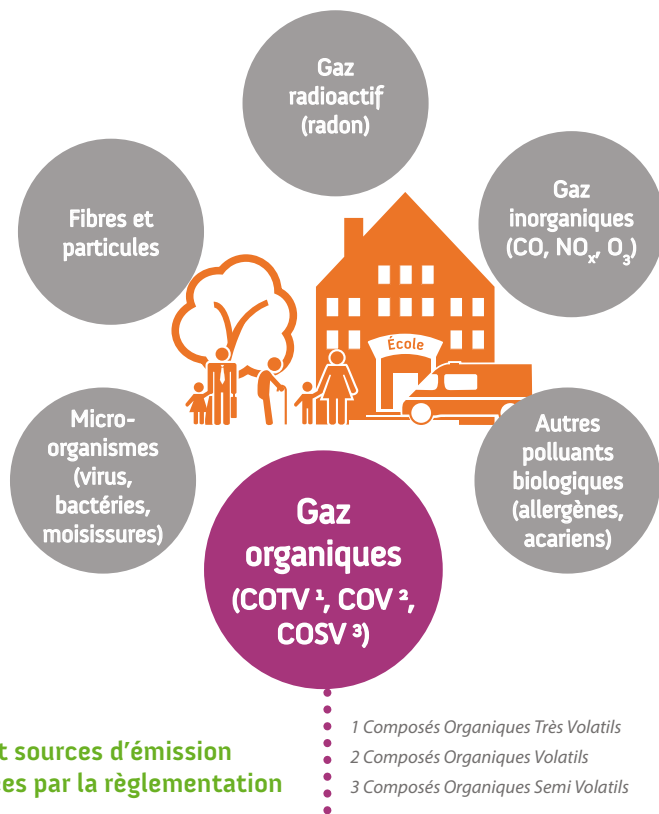 Gaz
radioactif
(radon)
Fibres et
particules
Gaz
inorganiques
(CO, NOx, O3)
École
Micro-
organismes
(virus,
bactéries,
moisissures)
Autres
polluants
biologiques
(allergènes,
acariens)
Gaz
organiques
(COTV ¹, COV ²,
COSV ³)
t sources d'émission
es par la règlementation
1 Composés Organiques Très Volatils
2 Composés Organiques Volatils
3 Composés Organiques Semi Volatils